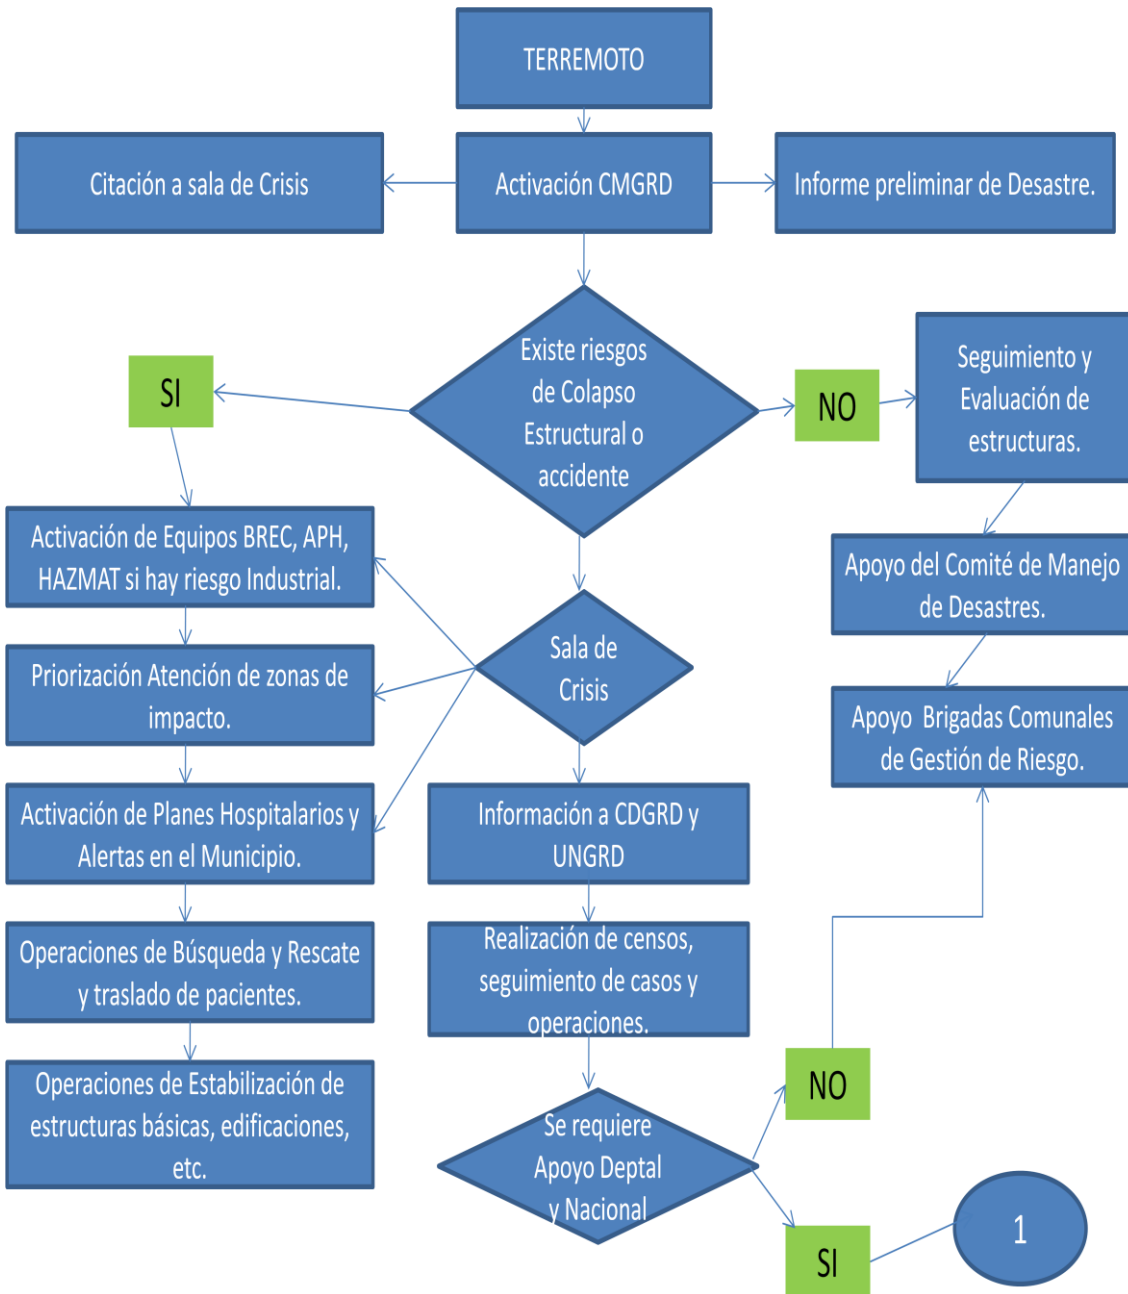 TERREMOTO
Citación a sala de Crisis
Activación CMGRD
Informe preliminar de Desastre.
Existe riesgos
de Colapso
Estructural o
accidente
SI
NO
Seguimiento y
Evaluación de
estructuras.
Activación de Equipos BREC, APH,
HAZMAT si hay riesgo Industrial.
Apoyo del Comité de Manejo
de Desastres.
Sala de
Crisis
Priorización Atención de zonas de
impacto.
Apoyo Brigadas Comunales
de Gestión de Riesgo.
Activación de Planes Hospitalarios y
Alertas en el Municipio.
Información a CDGRD y
UNGRD
Operaciones de Búsqueda y Rescate
y traslado de pacientes.
Realización de censos,
seguimiento de casos y
operaciones.
Operaciones de Estabilización de
estructuras básicas, edificaciones,
etc.
NO
Se requiere
Apoyo Deptal
y Nacional
SI
1